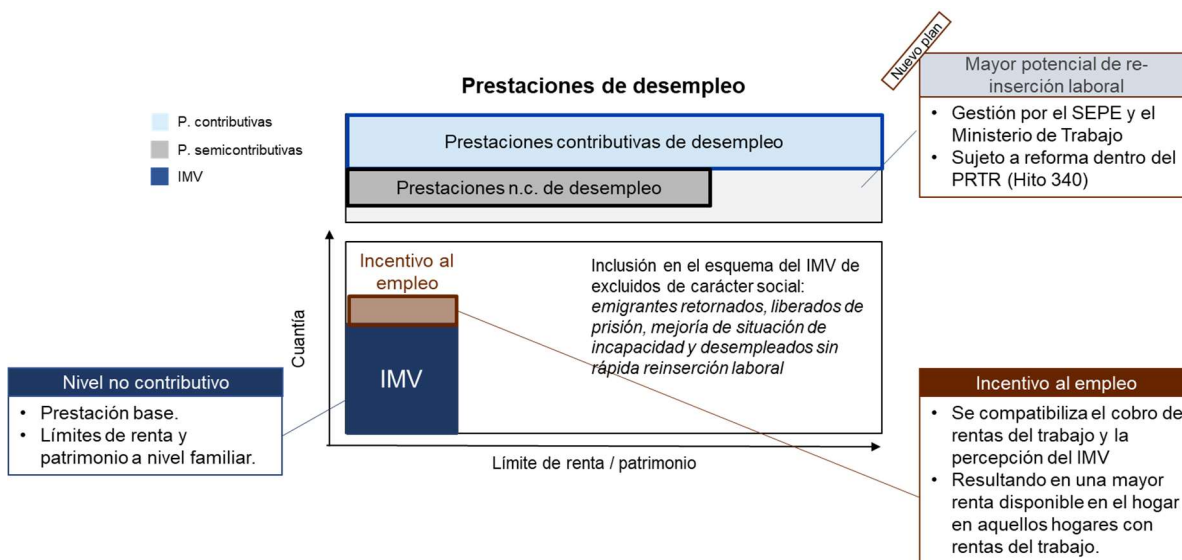 Nuevo plan
Mayor potencial de re-
inserción laboral
• Gestión por el SEPE y el
Ministerio de Trabajo
• Sujeto a reforma dentro del
PRTR (Hito 340)
Prestaciones de desempleo
P. contributivas
P. semicontributivas
IMV
Prestaciones contributivas de desempleo
Prestaciones n.c. de desempleo
Cuantía
Incentivo al
empleo
IMV
Inclusión en el esquema del IMV de
excluidos de carácter social:
emigrantes retornados, liberados de
prisión, mejoría de situación de
incapacidad y desempleados sin
rápida reinserción laboral
Límite de renta / patrimonio
Nivel no contributivo
• Prestación base.
• Límites de renta y
patrimonio a nivel familiar.
Incentivo al empleo
• Se compatibiliza el cobro de
rentas del trabajo y la
percepción del IMV
• Resultando en una mayor
renta disponible en el hogar
en aquellos hogares con
rentas del trabajo.